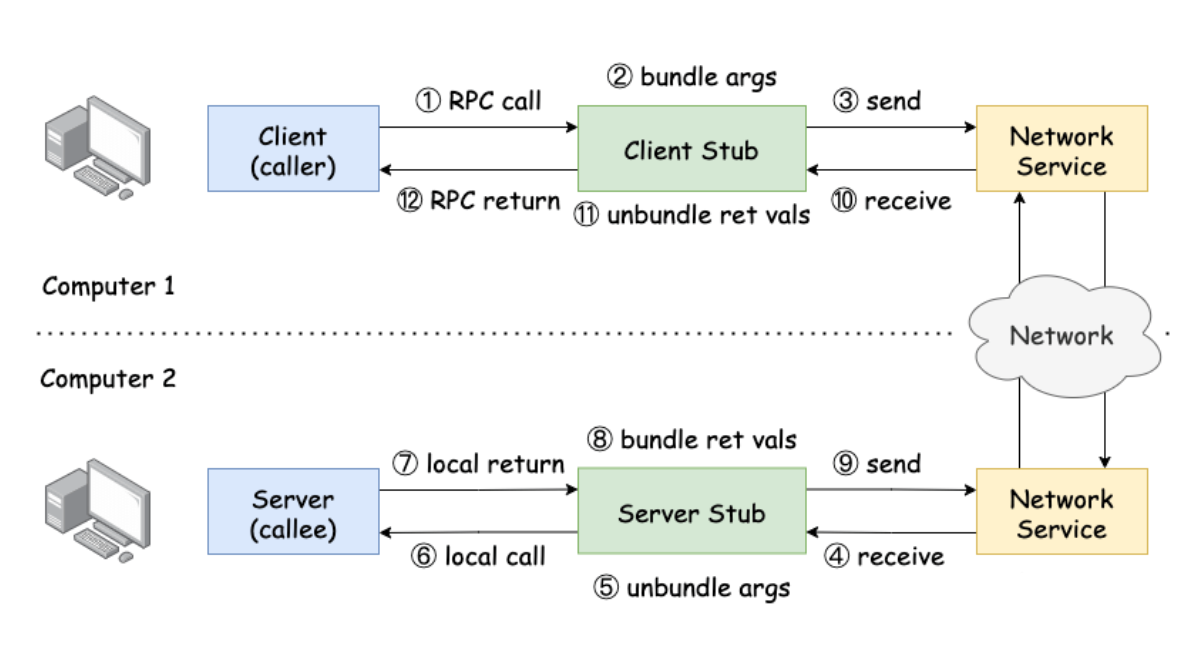 ② bundle args
① RPC call
③ send
Client
(caller)
Client Stub
Network
Service
⑫ RPC return
⑪ unbundle ret vals
⑩ receive
Computer 1
Network
Computer 2
⑧ bundle ret vals
⑦ local return
⑨ send
Server
(callee)
Server Stub
Network
Service
⑥ local call
④ receive
⑤ unbundle args